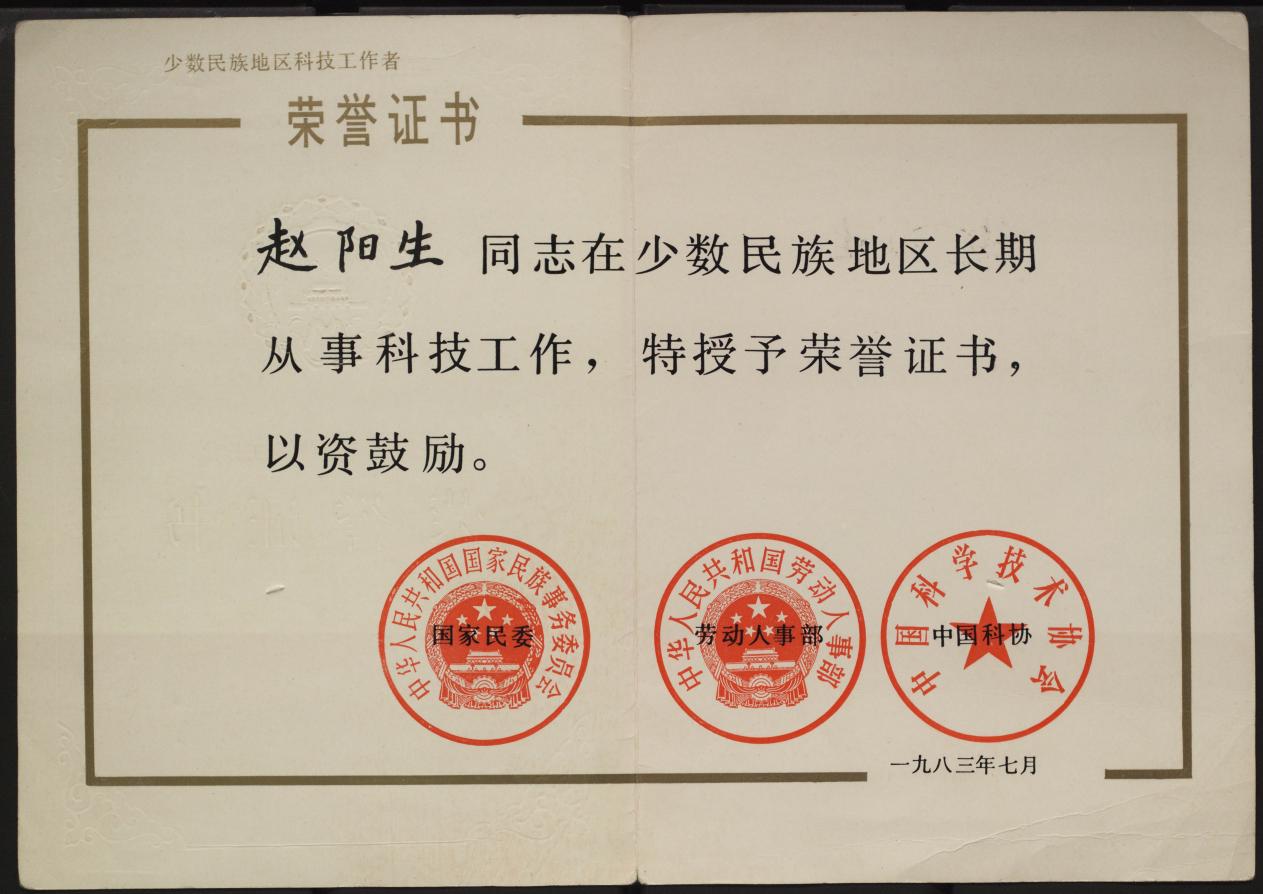 少数民族地区科技工作者
荣誉证书
赵阳生 同志在少数民族地区长期
从事科技工作，特授予荣誉证书，
以资鼓励。
中华人民共和国国家民族事务委员会
国家民委
中华人民共和国劳动人事部
劳动人事部
中国科学技术协会
中国科协
一九八三年七月